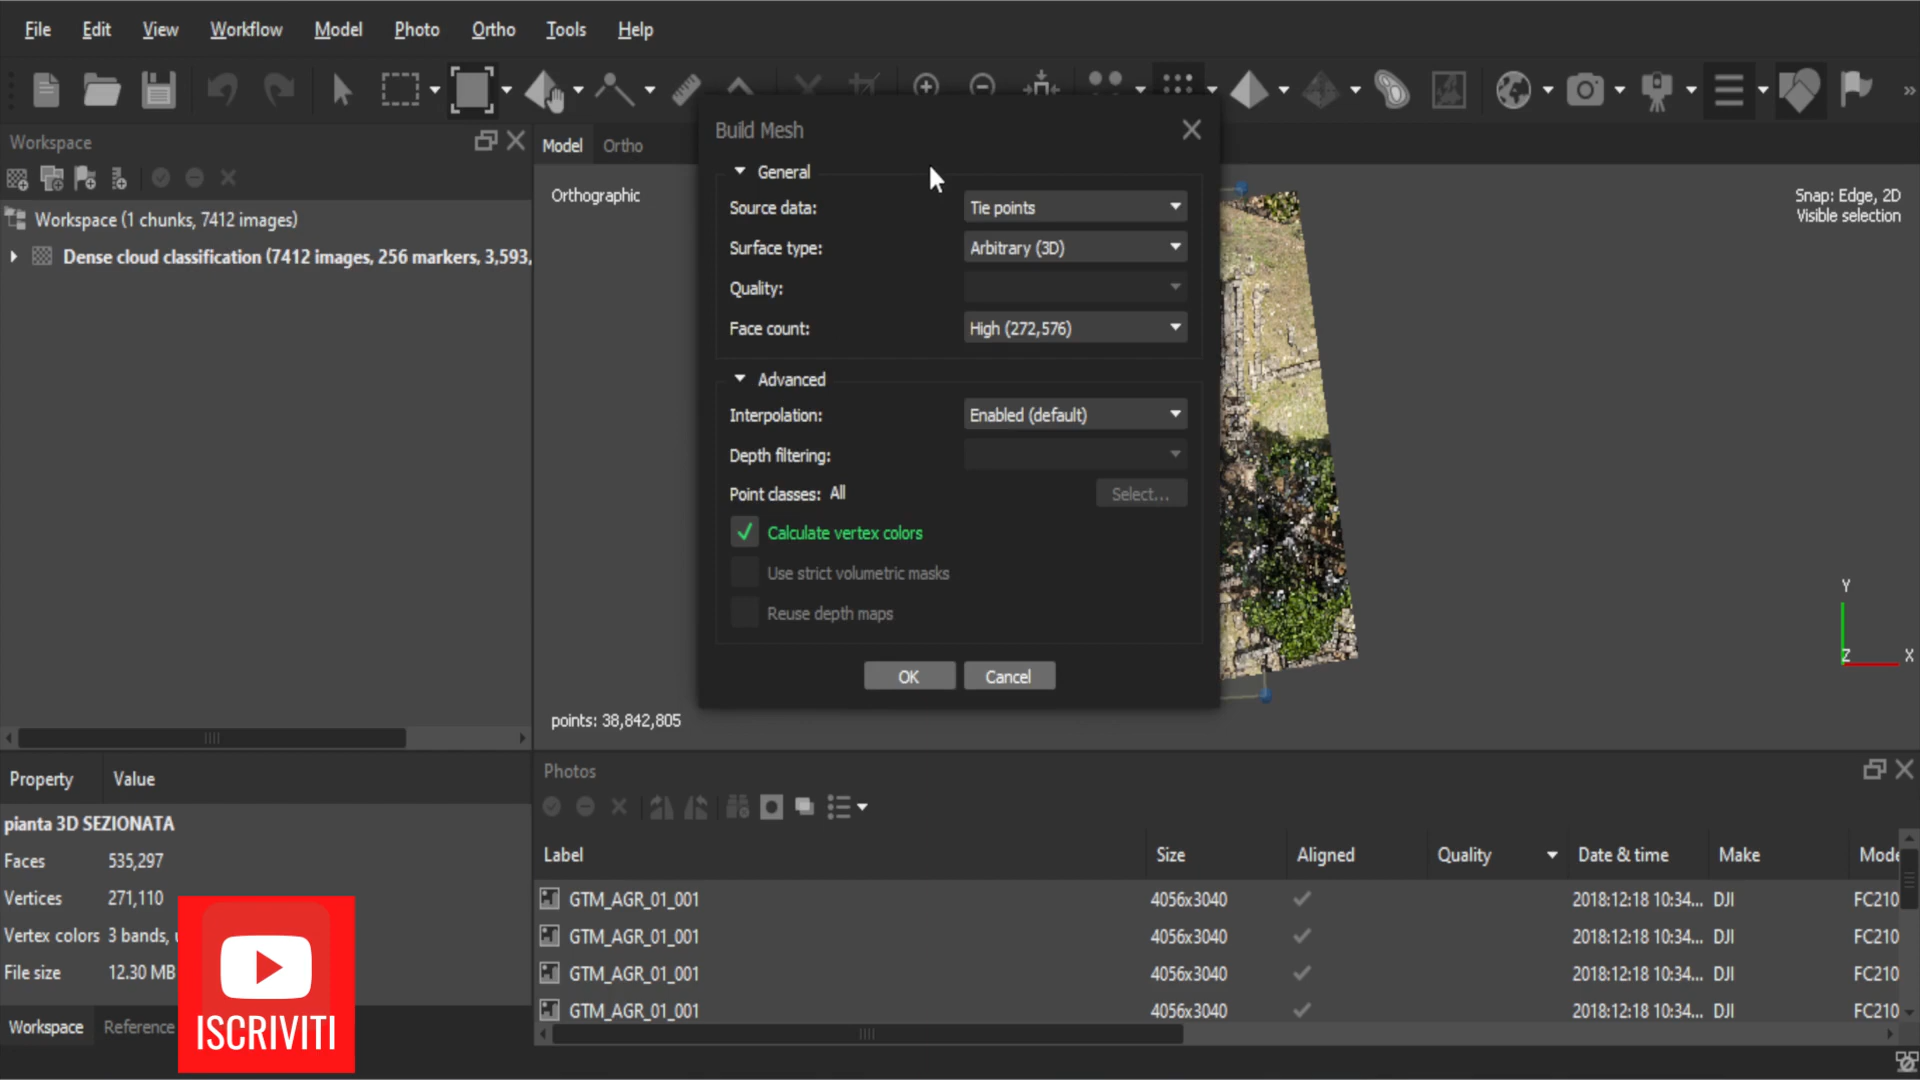 File Edit View Workflow Model Photo Ortho Tools Help
Workspace
Workspace (1 chunks, 7412 images)
Dense cloud classification (7412 images, 256 markers, 3,593,
Model Ortho
Orthographic
Snap: Edge, 2D
Visible selection
Build Mesh
General
Source data: Tie points
Surface type: Arbitrary (3D)
Quality:
Face count: High (272,576)
Advanced
Interpolation: Enabled (default)
Depth filtering:
Point classes: All Select...
Calculate vertex colors
Use strict volumetric masks
Reuse depth maps
OK Cancel
Y
Z X
points: 38,842,805
Property Value
pianta 3D SEZIONATA
Faces 535,297
Vertices 271,110
Vertex colors 3 bands,
File size 12.30 MB
Workspace Reference
ISCRIVITI
Photos
Label Size Aligned Quality Date & time Make Mode
GTM_AGR_01_001 4056x3040 2018:12:18 10:34... DJI FC210
GTM_AGR_01_001 4056x3040 2018:12:18 10:34... DJI FC210
GTM_AGR_01_001 4056x3040 2018:12:18 10:34... DJI FC210
GTM_AGR_01_001 4056x3040 2018:12:18 10:34... DJI FC210